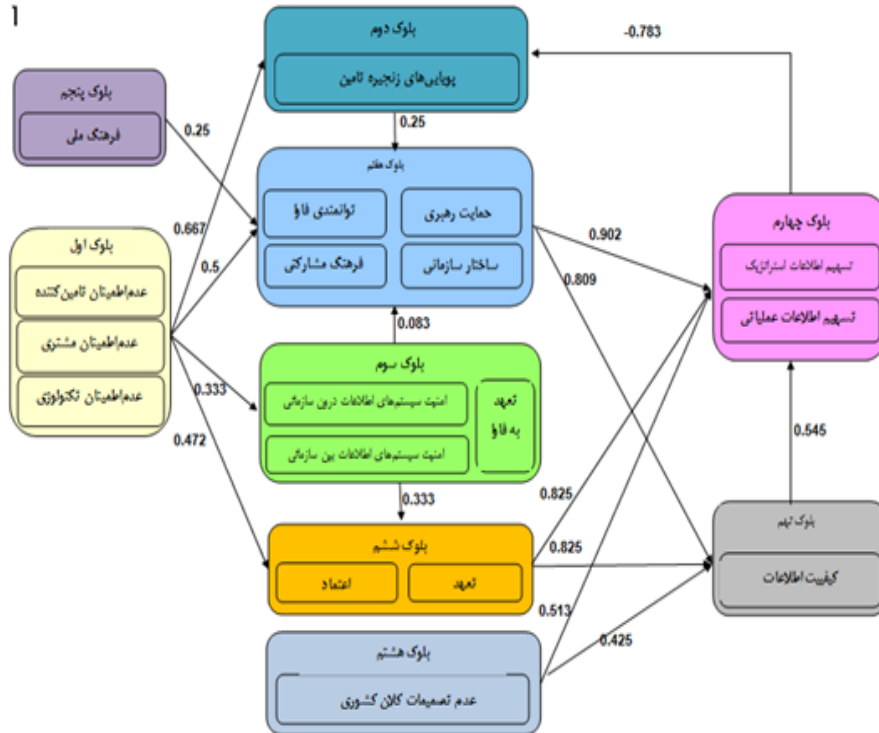 1
بلوک دوم
پویایی‌های زنجیره تامین
-0.783
بلوک پنجم
فرهنگ ملی
0.25
0.25
بلوک هفتم
حمایت رهبری
توانمندی فاوا
ساختار سازمانی
فرهنگ مشارکتی
بلوک چهارم
تسهیم اطلاعات استراتژیک
تسهیم اطلاعات عملیاتی
0.902
0.809
0.667
0.5
بلوک اول
عدم‌اطمینان تامین‌کننده
عدم‌اطمینان مشتری
عدم‌اطمینان تکنولوژی
0.083
0.333
0.472
بلوک سوم
تعهد به فاوا
امنیت سیستم‌های اطلاعات درون سازمانی
امنیت سیستم‌های اطلاعات بین سازمانی
0.333
0.825
0.545
بلوک ششم
تعهد
اعتماد
0.825
0.513
0.425
بلوک نهم
کیفیت اطلاعات
بلوک هشتم
عدم تصمیمات کلان کشوری